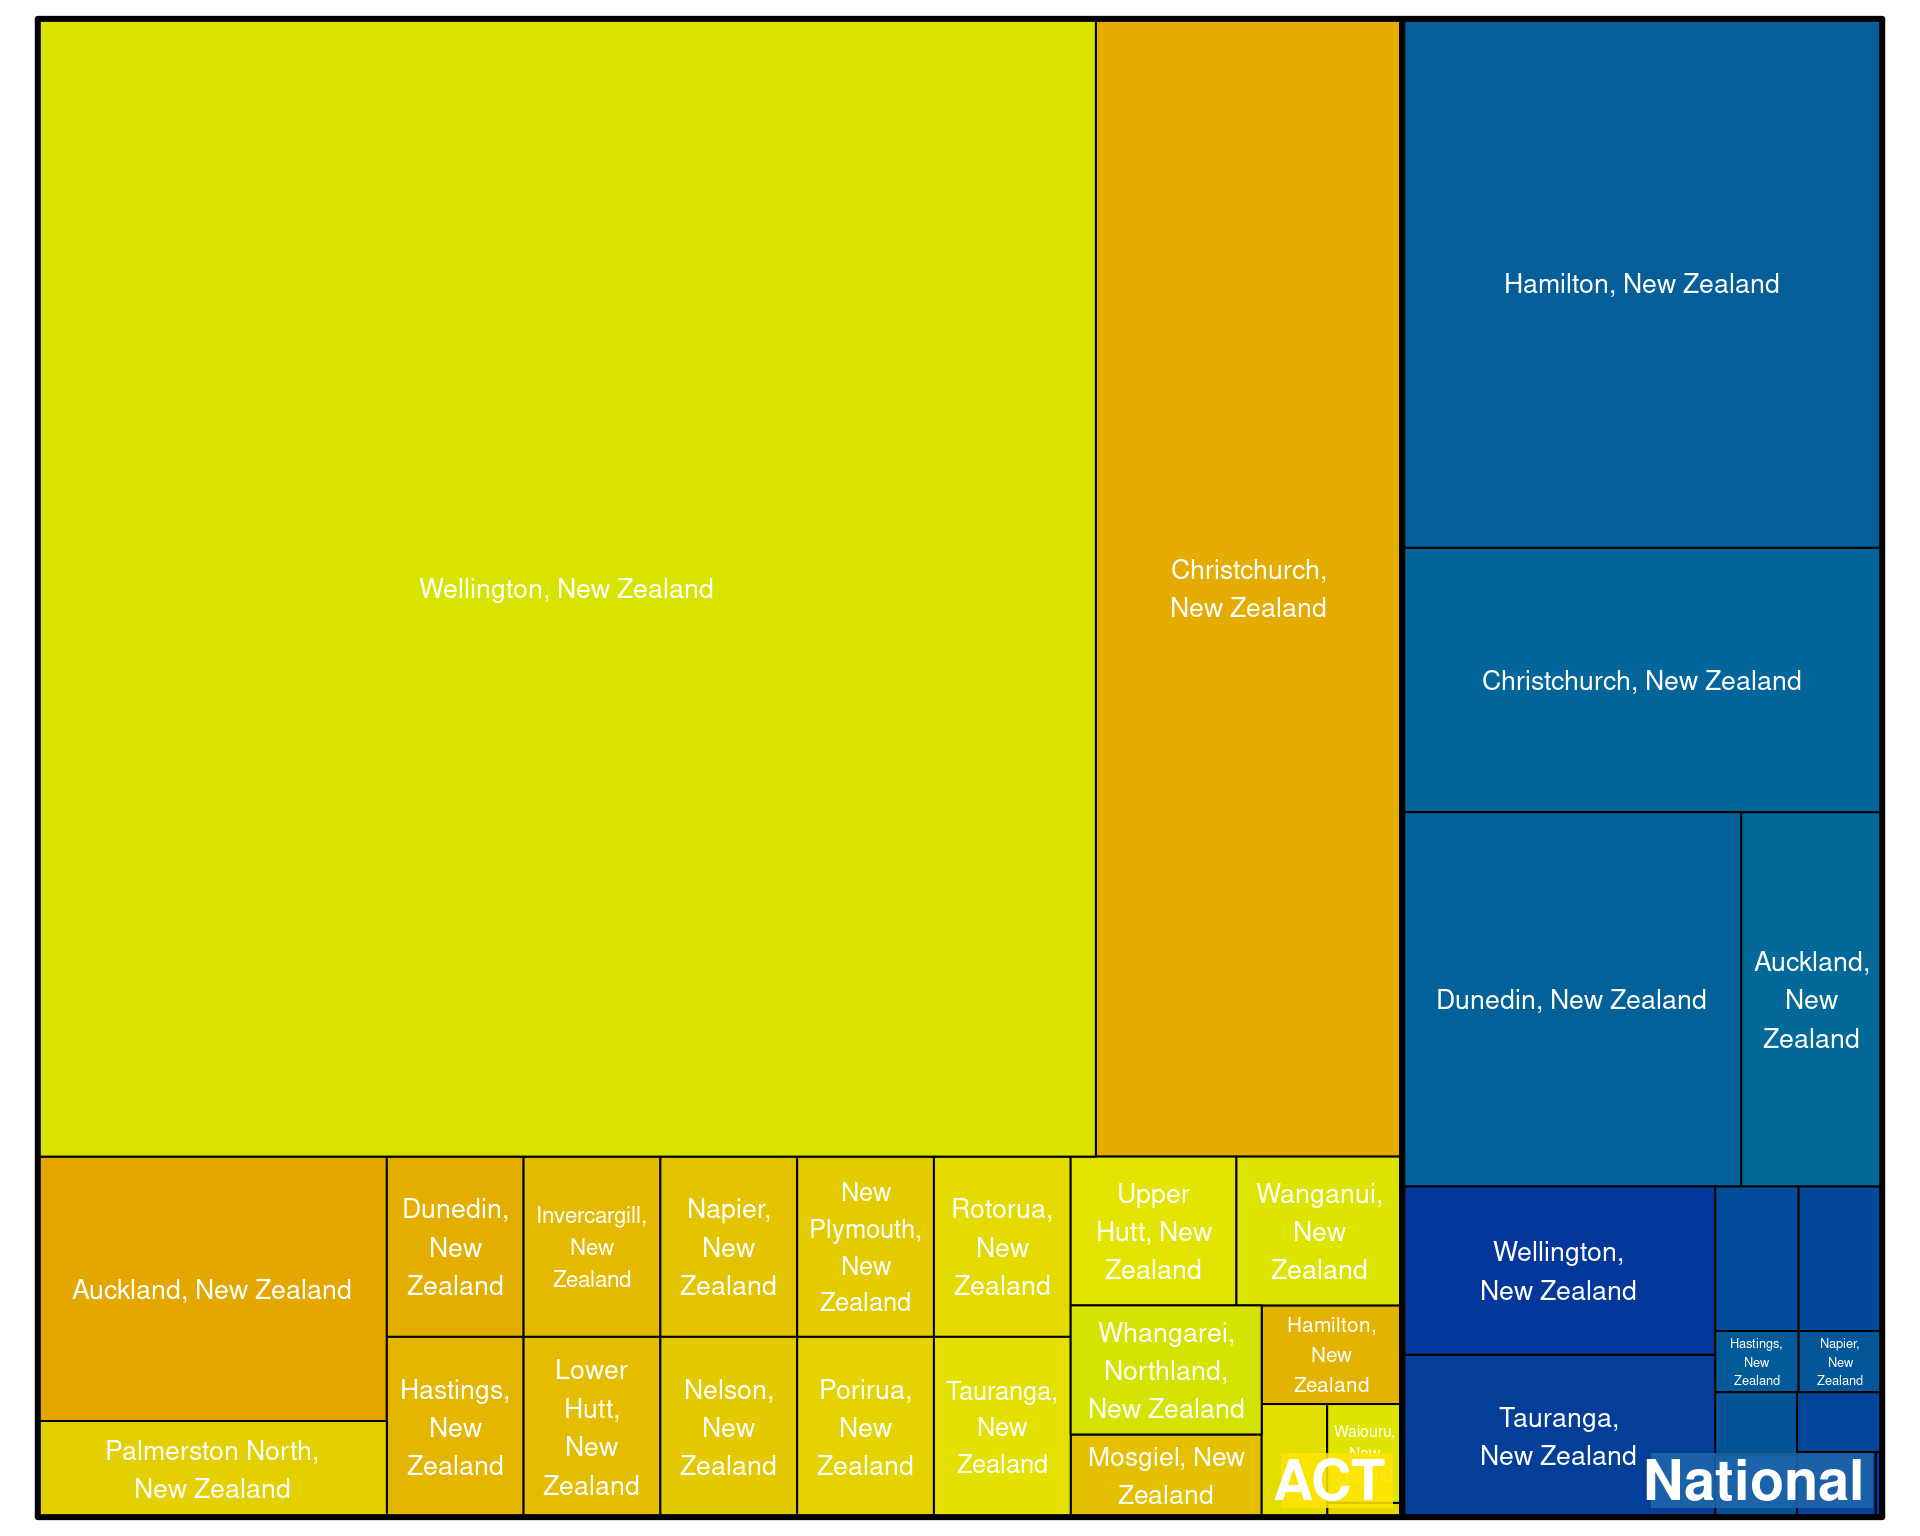 Wellington, New Zealand
Christchurch,
New Zealand
Auckland, New Zealand
Palmerston North,
New Zealand
Dunedin,
New
Zealand
Invercargill,
New
Zealand
Napier,
New
Zealand
New
Plymouth,
New
Zealand
Rotorua,
New
Zealand
Hastings,
New
Zealand
Lower
Hutt,
New
Zealand
Nelson,
New
Zealand
Porirua,
New
Zealand
Tauranga,
New
Zealand
Upper
Hutt, New
Zealand
Wanganui,
New
Zealand
Whangarei,
Northland,
New Zealand
Hamilton,
New
Zealand
Mosgiel, New
Zealand
Waiouru,
New
ACT
Hamilton, New Zealand
Christchurch, New Zealand
Dunedin, New Zealand
Auckland,
New
Zealand
Wellington,
New Zealand
Tauranga,
New Zealand
Hastings,
New
Zealand
Napier,
New
Zealand
National